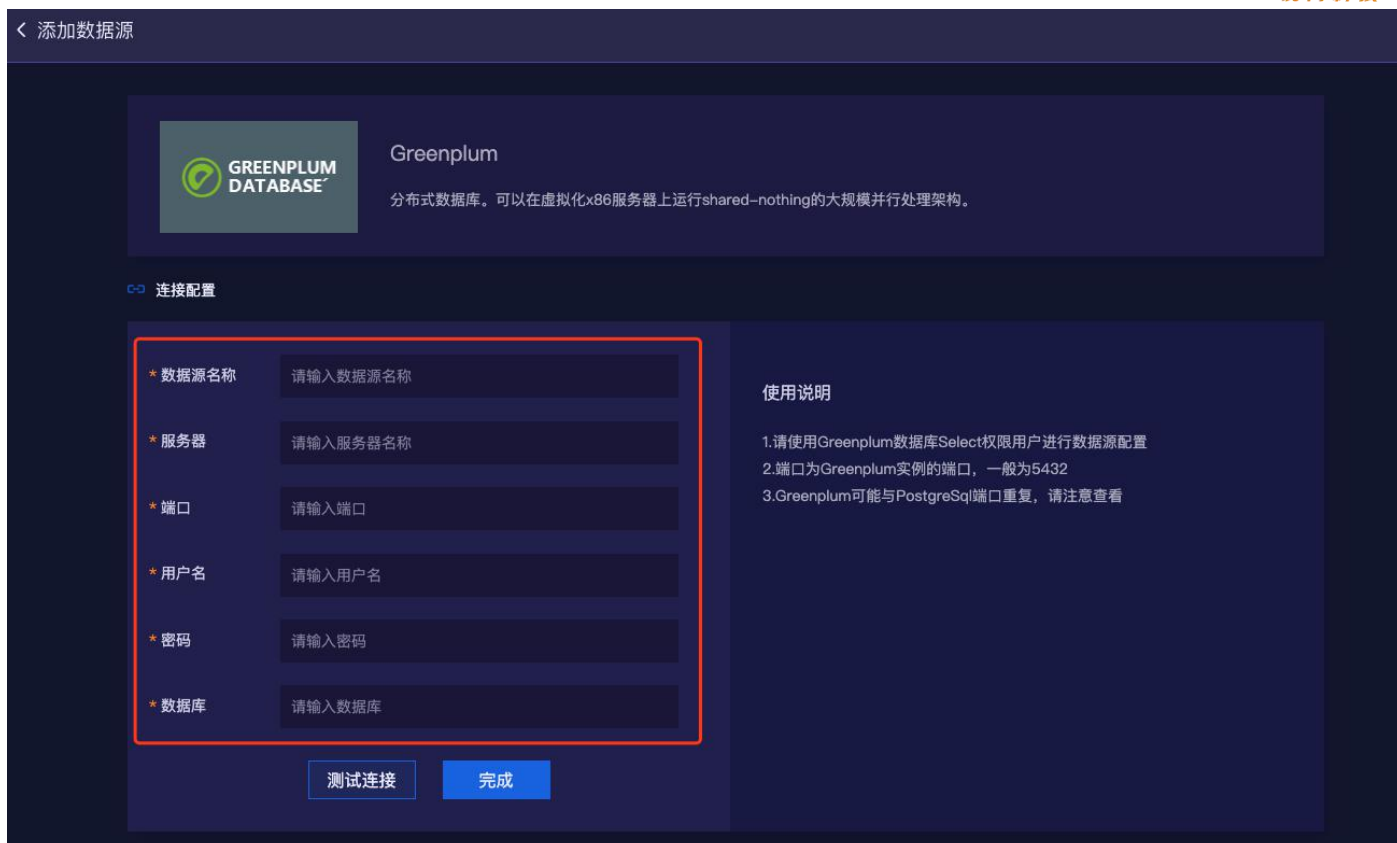 添加数据源
GREENPLUM
DATABASE
Greenplum
分布式数据库。可以在虚拟化x86服务器上运行shared-nothing的大规模并行处理架构。
连接配置
* 数据源名称 请输入数据源名称
* 服务器 请输入服务器名称
* 端口 请输入端口
* 用户名 请输入用户名
* 密码 请输入密码
* 数据库 请输入数据库
测试连接 完成
使用说明
1.请使用Greenplum数据库Select权限用户进行数据源配置
2.端口为Greenplum实例的端口，一般为5432
3.Greenplum可能与PostgreSql端口重复，请注意查看